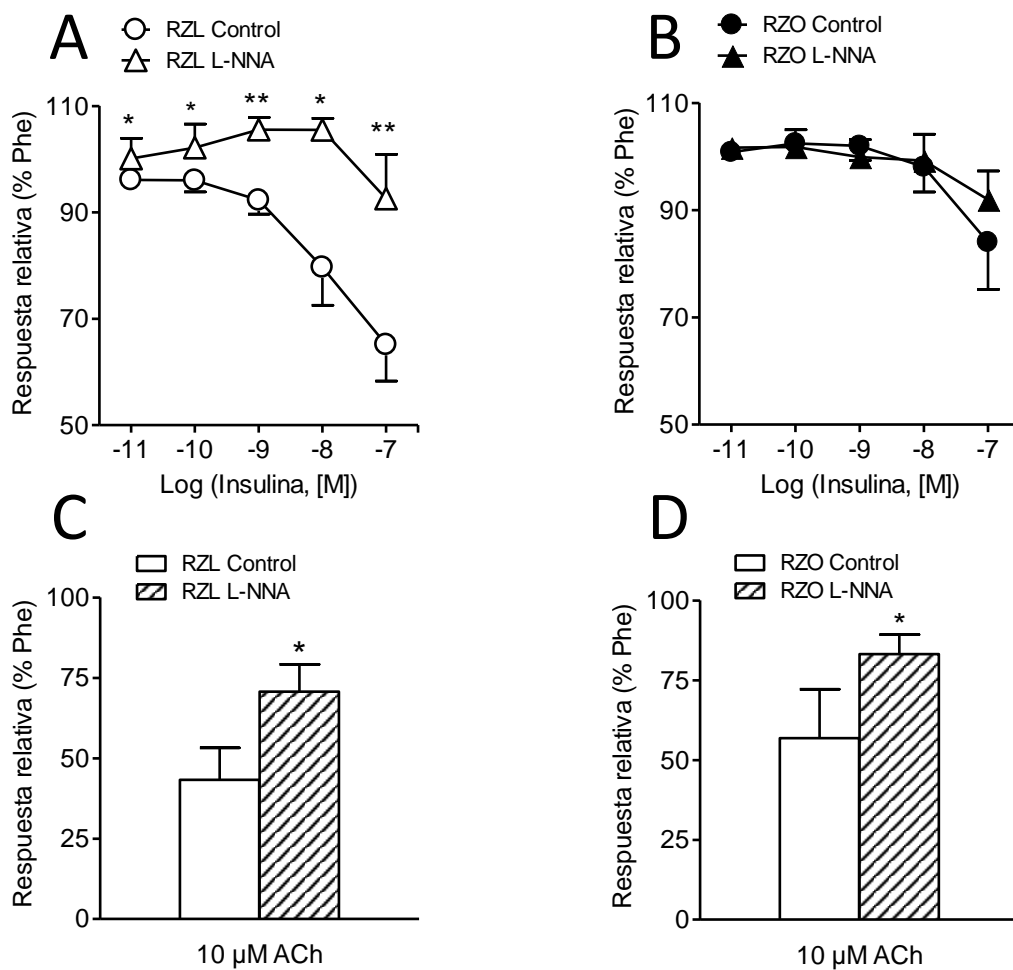 A
RZL Control
RZL L-NNA
Respuesta relativa (% Phe)
110
90
70
50
* * ** * **
-11 -10 -9 -8 -7
Log (Insulina, [M])
B
RZO Control
RZO L-NNA
Respuesta relativa (% Phe)
110
90
70
50
-11 -10 -9 -8 -7
Log (Insulina, [M])
C
RZL Control
RZL L-NNA
Respuesta relativa (% Phe)
100
75
50
25
0
*
10 µM ACh
D
RZO Control
RZO L-NNA
Respuesta relativa (% Phe)
100
75
50
25
0
*
10 µM ACh